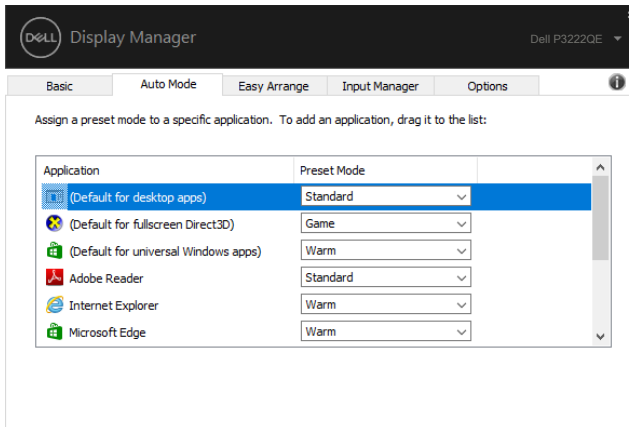 DELL Display Manager Dell P3222QE
Basic Auto Mode Easy Arrange Input Manager Options
Assign a preset mode to a specific application. To add an application, drag it to the list:
Application Preset Mode
(Default for desktop apps) Standard
(Default for fullscreen Direct3D) Game
(Default for universal Windows apps) Warm
Adobe Reader Standard
Internet Explorer Warm
Microsoft Edge Warm